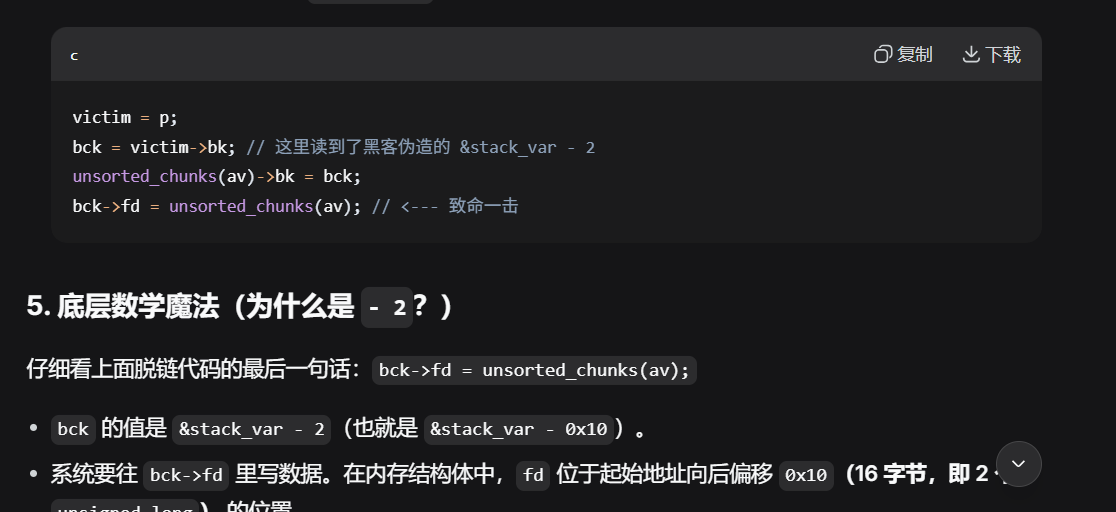 c 复制 下载
victim = p;
bck = victim->bk; // 这里读到了黑客伪造的 &stack_var - 2
unsorted_chunks(av)->bk = bck;
bck->fd = unsorted_chunks(av); // <--- 致命一击
5. 底层数学魔法（为什么是 - 2？）
仔细看上面脱链代码的最后一句话：bck->fd = unsorted_chunks(av);
• bck 的值是 &stack_var - 2（也就是 &stack_var - 0x10）。
• 系统要往 bck->fd 里写数据。在内存结构体中，fd 位于起始地址向后偏移 0x10（16 字节，即 2
unsigned long）的位置